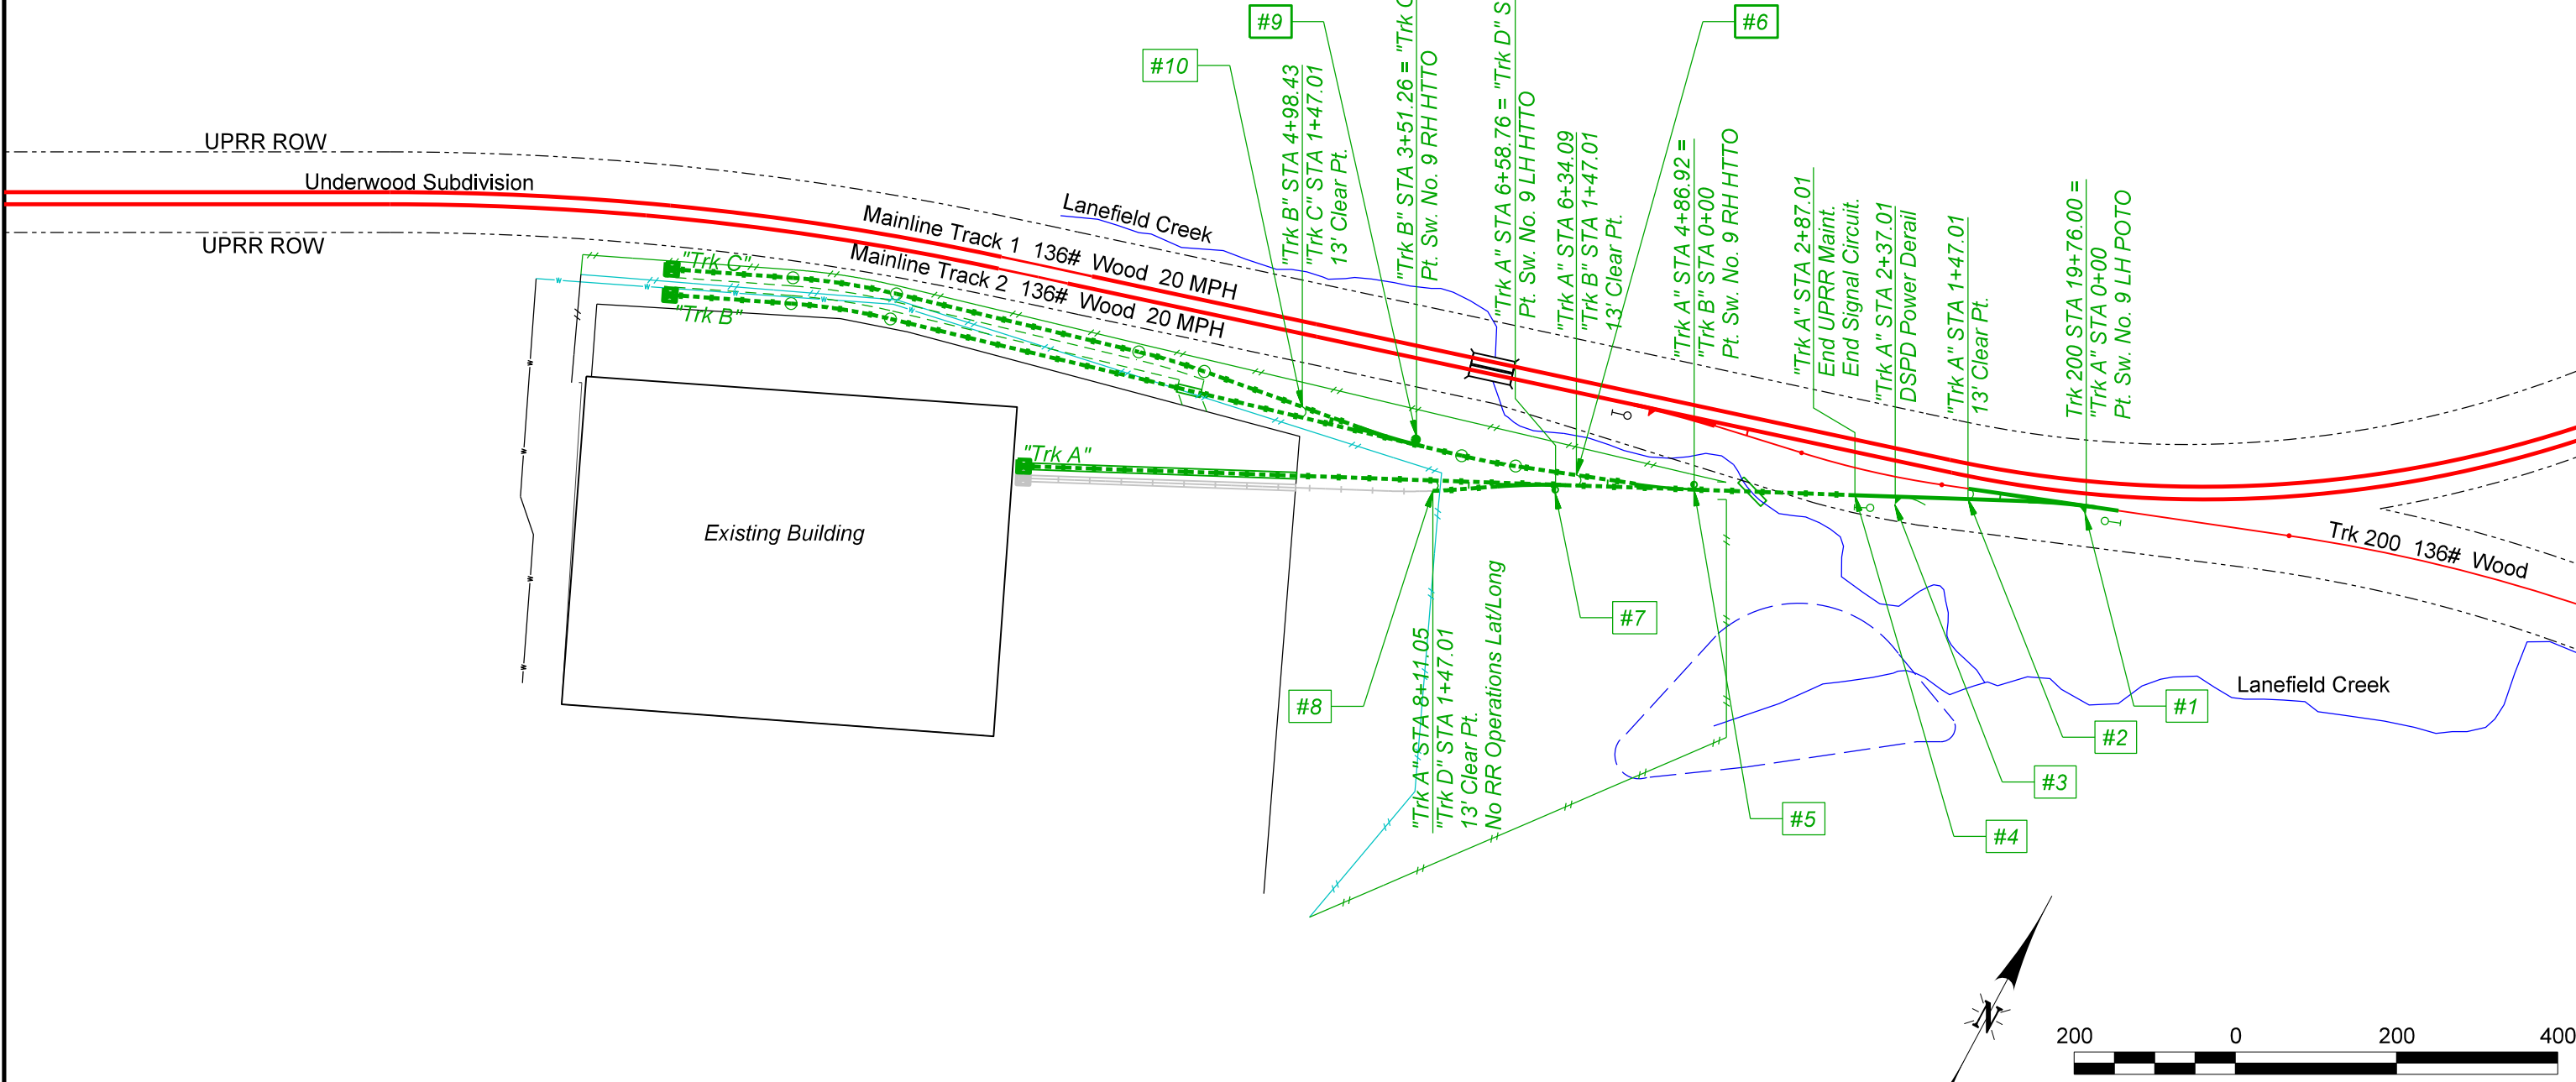 #9
#6
#10
"Trk B" STA 4+98.43
"Trk C" STA 1+47.01
13' Clear Pt.
"Trk B" STA 3+51.26 = "Trk
Pt. Sw. No. 9 RH HTTO
"Trk A" STA 6+58.76 = "Trk D"
Pt. Sw. No. 9 LH HTTO
"Trk A" STA 6+34.09
"Trk B" STA 1+47.01
13' Clear Pt.
"Trk A" STA 4+86.92 =
"Trk B" STA 0+00
Pt. Sw. No. 9 RH HTTO
"Trk A" STA 2+87.01
End UPRR Maint.
End Signal Circuit.
"Trk A" STA 2+37.01
DSPD Power Derail
"Trk A" STA 1+47.01
13' Clear Pt.
Trk 200 STA 19+76.00 =
"Trk A" STA 0+00
Pt. Sw. No. 9 LH POTO
UPRR ROW
Underwood Subdivision
UPRR ROW
Lanefield Creek
Mainline Track 1 136# Wood 20 MPH
Mainline Track 2 136# Wood 20 MPH
"Trk C"
"Trk B"
"Trk A"
Existing Building
Trk 200 136# Wood
"Trk A" STA 8+11.05
"Trk D" STA 1+47.01
13' Clear Pt.
No RR Operations Lat/Long
#7
#8
Lanefield Creek
#1
#2
#3
#5
#4
N
200 0 200 400